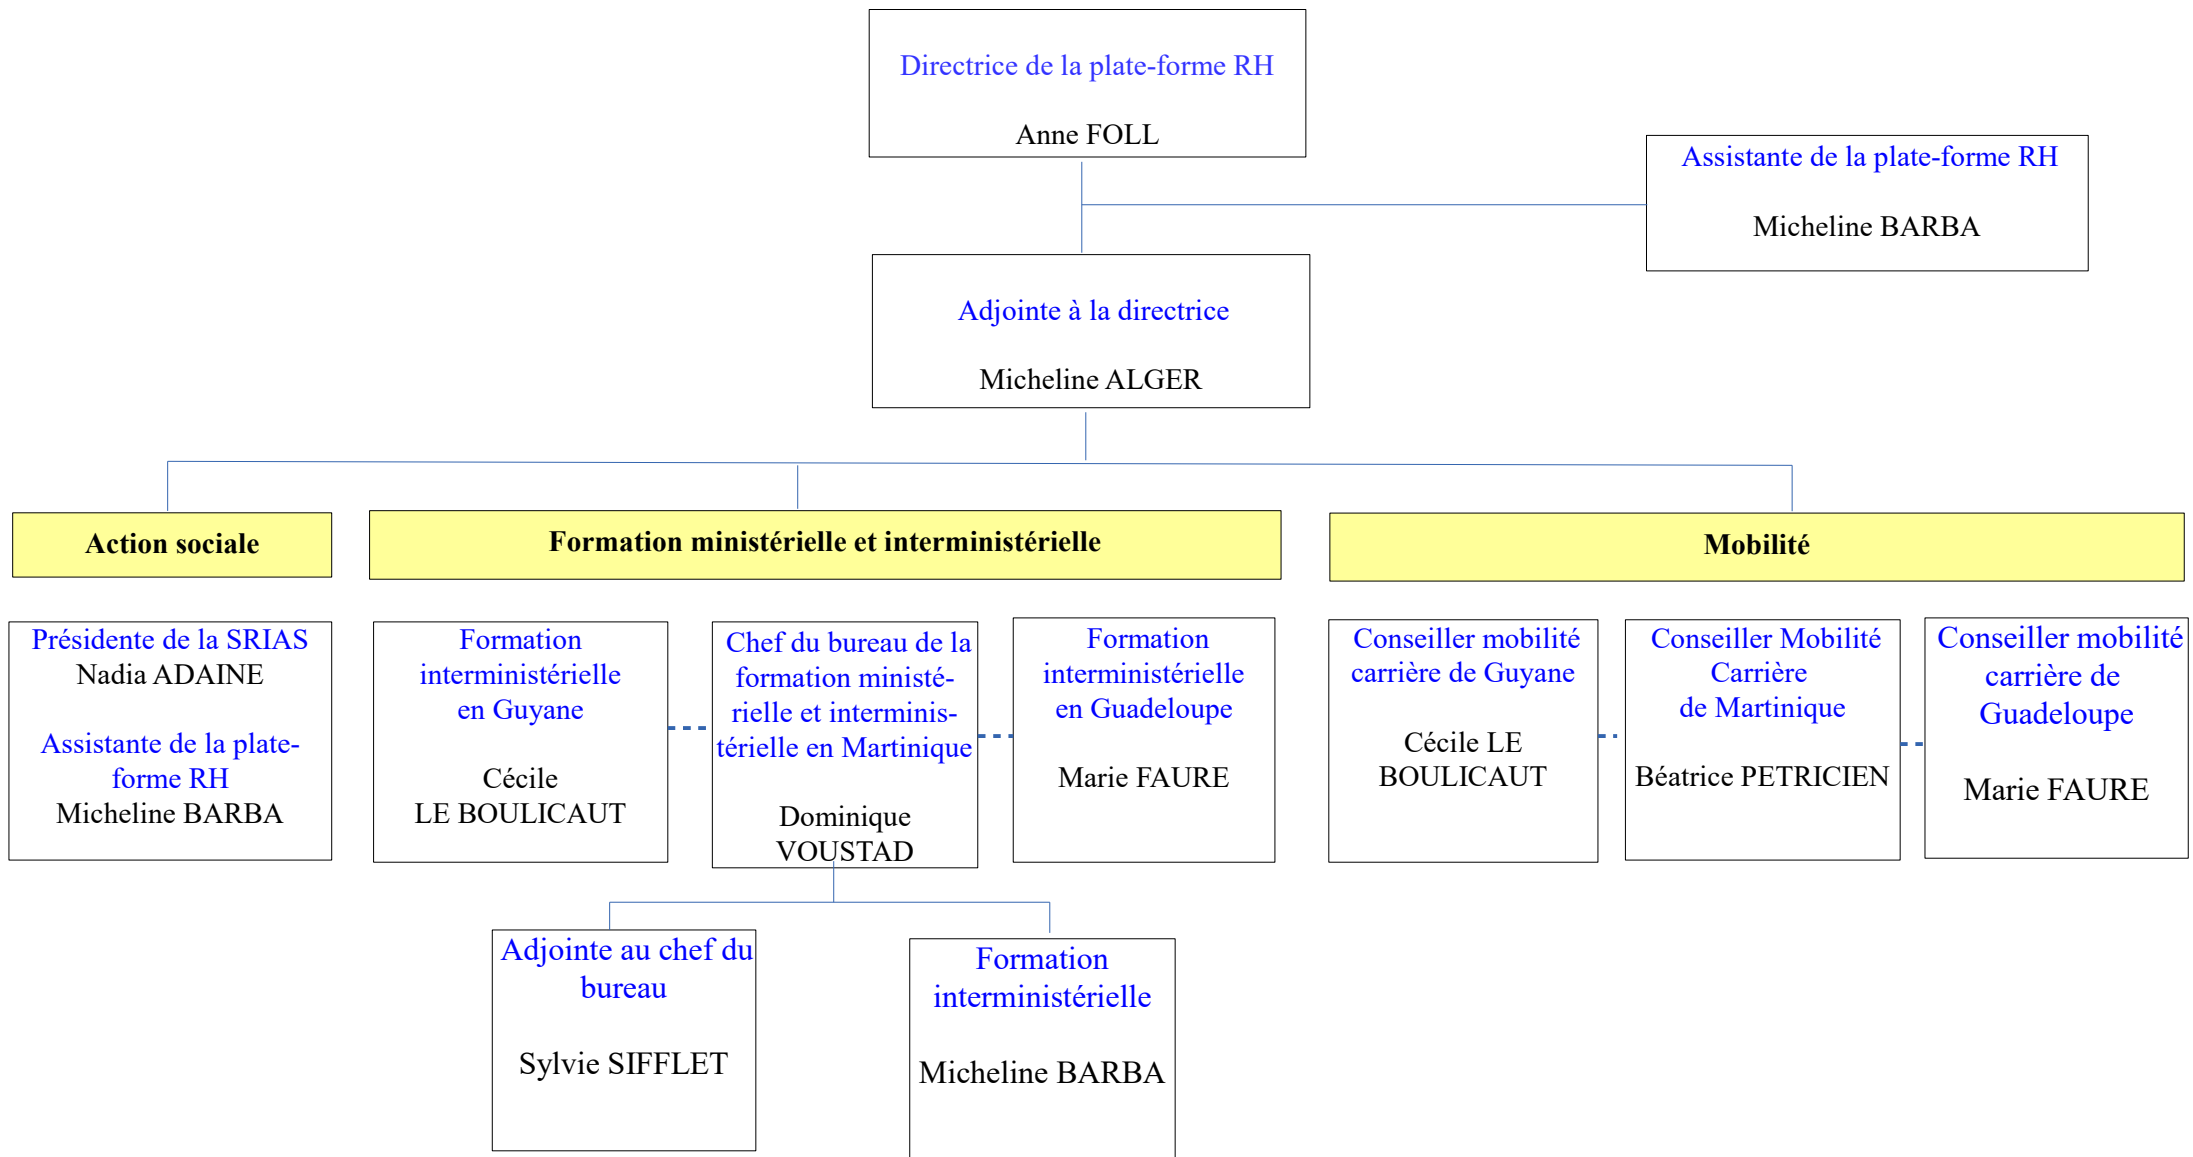 Directrice de la plate-forme RH
Anne FOLL
Assistante de la plate-forme RH
Micheline BARBA
Adjointe à la directrice
Micheline ALGER
Action sociale
Formation ministérielle et interministérielle
Mobilité
Présidente de la SRIAS
Nadia ADAINE
Assistante de la plate-
forme RH
Micheline BARBA
Formation
interministérielle
en Guyane
Cécile
LE BOULICAUT
Chef du bureau de la
formation ministé-
rielle et interminis-
térielle en Martinique
Dominique
VOUSTAD
Formation
interministérielle
en Guadeloupe
Marie FAURE
Conseiller mobilité
carrière de Guyane
Cécile LE
BOULICAUT
Conseiller Mobilité
Carrière
de Martinique
Béatrice PETRICIEN
Conseiller mobilité
carrière de
Guadeloupe
Marie FAURE
Adjointe au chef du
bureau
Sylvie SIFFLET
Formation
interministérielle
Micheline BARBA